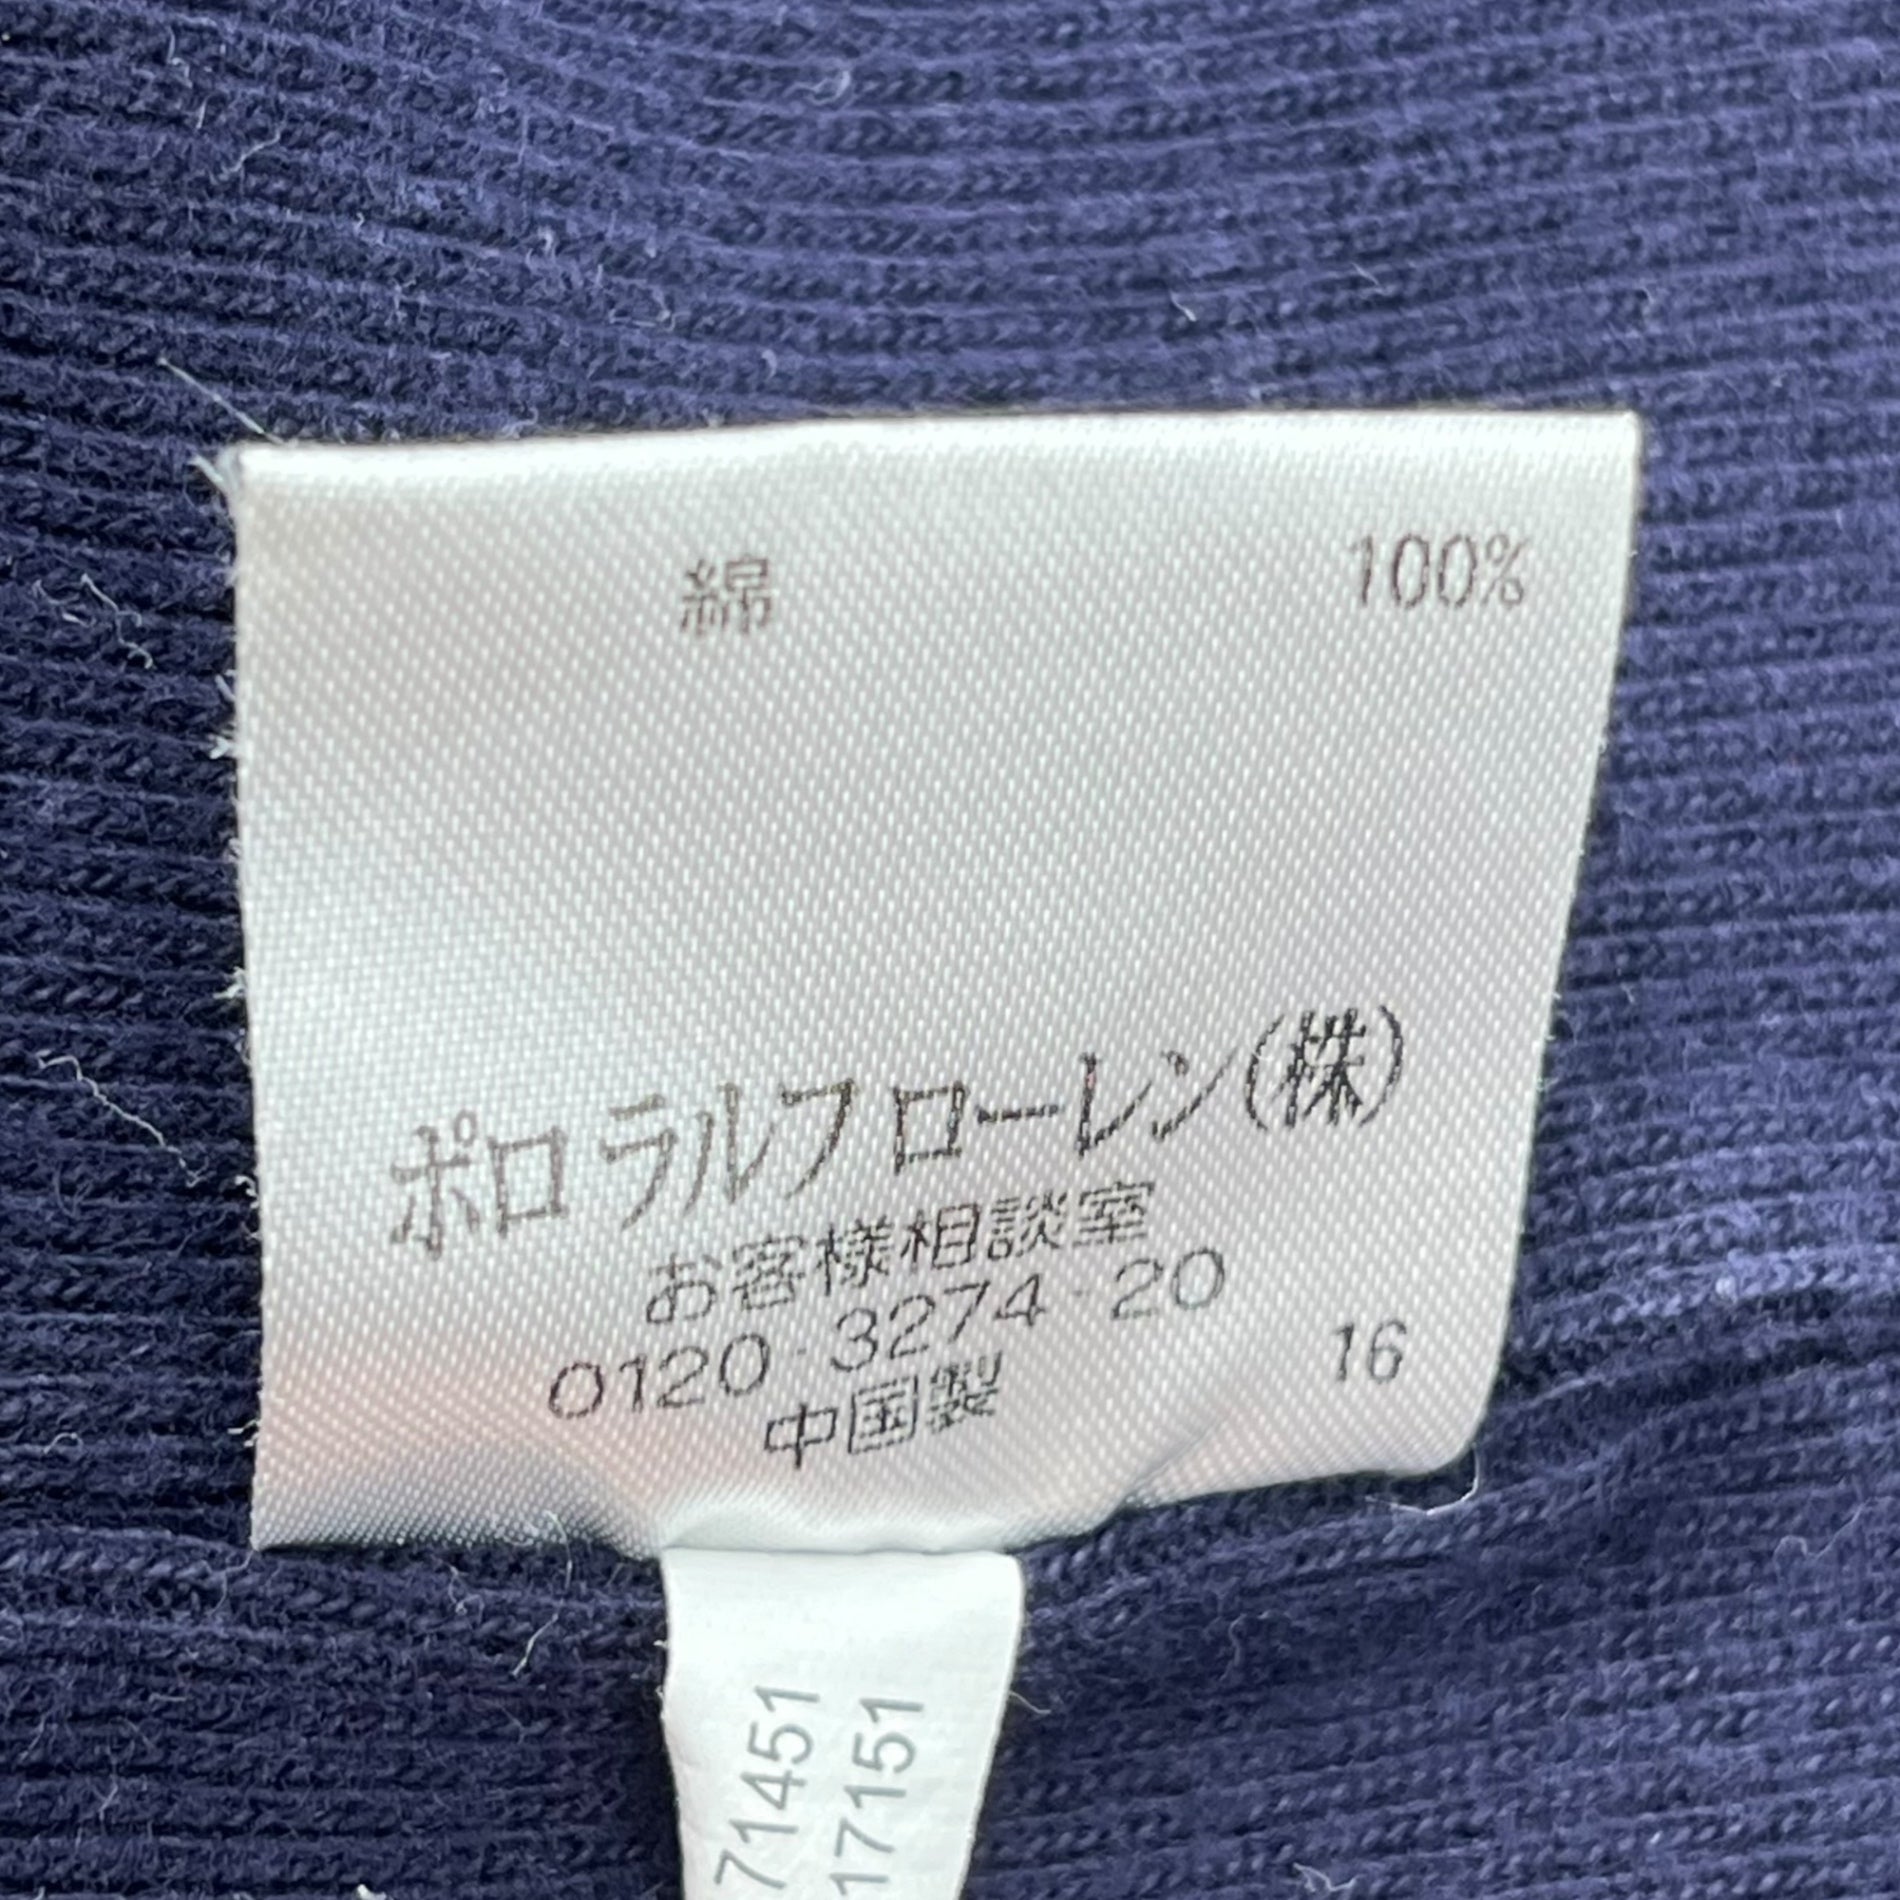 綿 100%
ポロ ラルフ ローレン(株)
お客様相談室
0120-3274-20
中国製 16
71451
17151